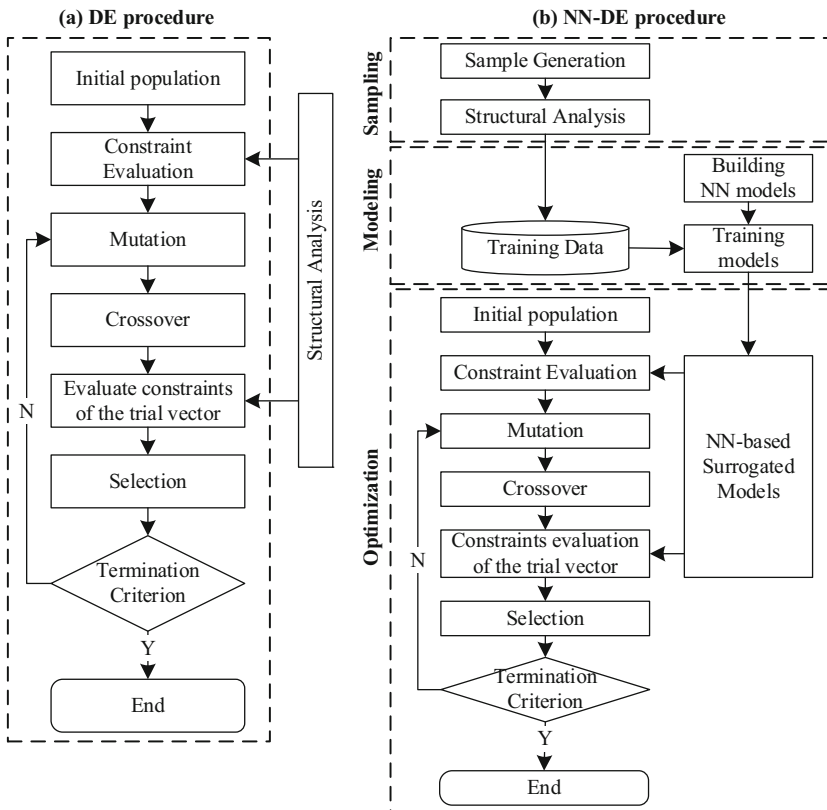 (a) DE procedure
Initial population
Constraint
Evaluation
Mutation
Crossover
Evaluate constraints
of the trial vector
N
Selection
Termination
Criterion
Y
End
Structural Analysis
(b) NN-DE procedure
Sampling
Sample Generation
Structural Analysis
Modeling
Building
NN models
Training Data
Training
models
Optimization
Initial population
Constraint Evaluation
Mutation
Crossover
Constraints evaluation
of the trial vector
N
Selection
Termination
Criterion
Y
End
NN-based
Surrogated
Models